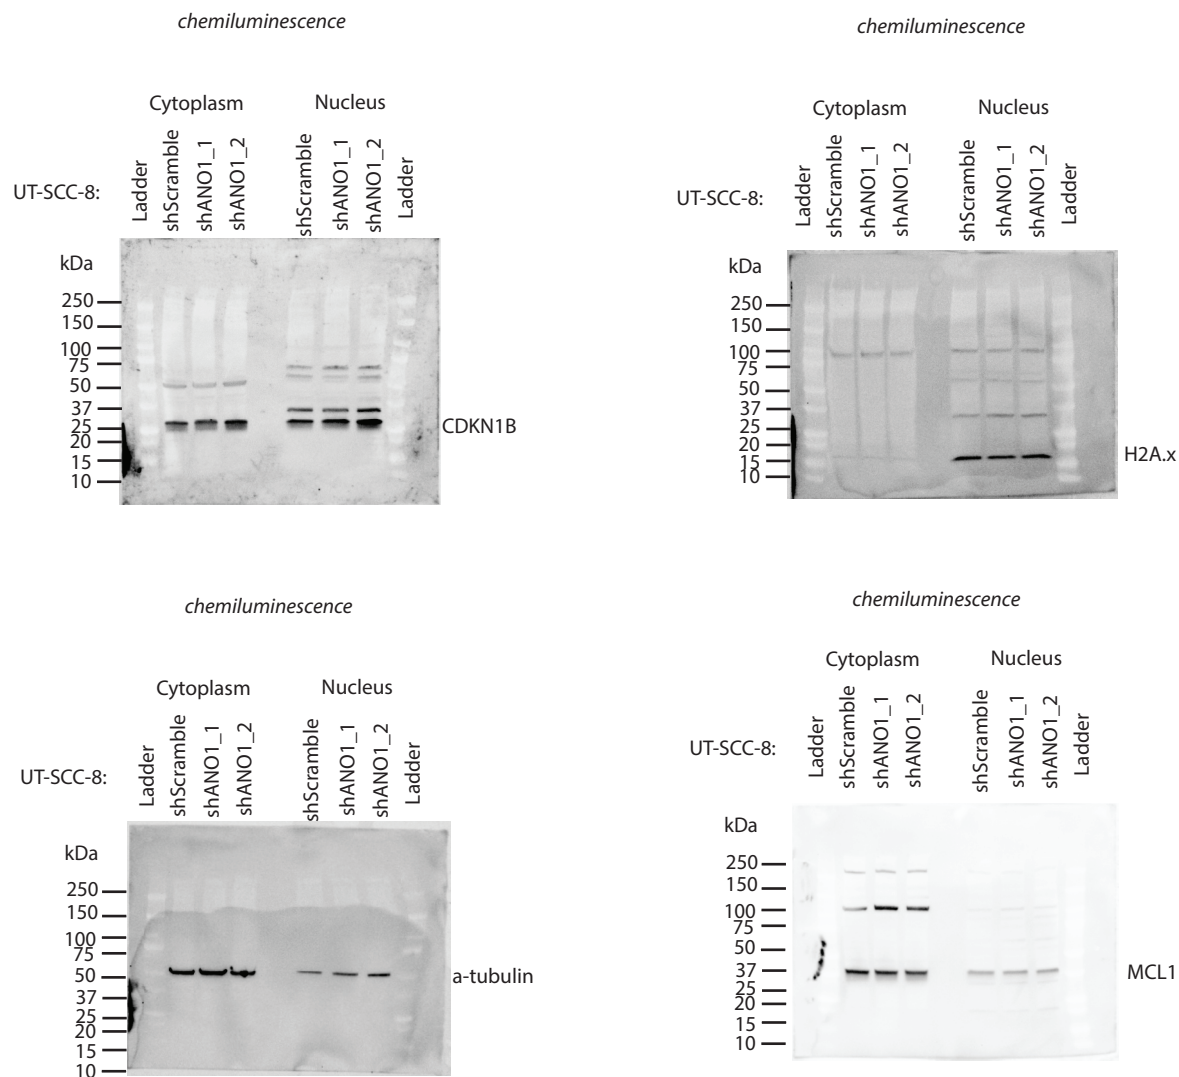 chemiluminescence
Cytoplasm Nucleus
UT-SCC-8: Ladder shScramble shANO1_1 shANO1_2 shScramble shANO1_1 shANO1_2 Ladder
kDa
250
150
100
75
50
37
25
20
15
10
CDKN1B
chemiluminescence
Cytoplasm Nucleus
UT-SCC-8: Ladder shScramble shANO1_1 shANO1_2 shScramble shANO1_1 shANO1_2 Ladder
kDa
250
150
100
75
50
37
25
20
15
10
H2A.x
chemiluminescence
Cytoplasm Nucleus
UT-SCC-8: Ladder shScramble shANO1_1 shANO1_2 shScramble shANO1_1 shANO1_2 Ladder
kDa
250
150
100
75
50
37
25
20
15
10
a-tubulin
chemiluminescence
Cytoplasm Nucleus
UT-SCC-8: Ladder shScramble shANO1_1 shANO1_2 shScramble shANO1_1 shANO1_2 Ladder
kDa
250
150
100
75
50
37
25
20
15
10
MCL1